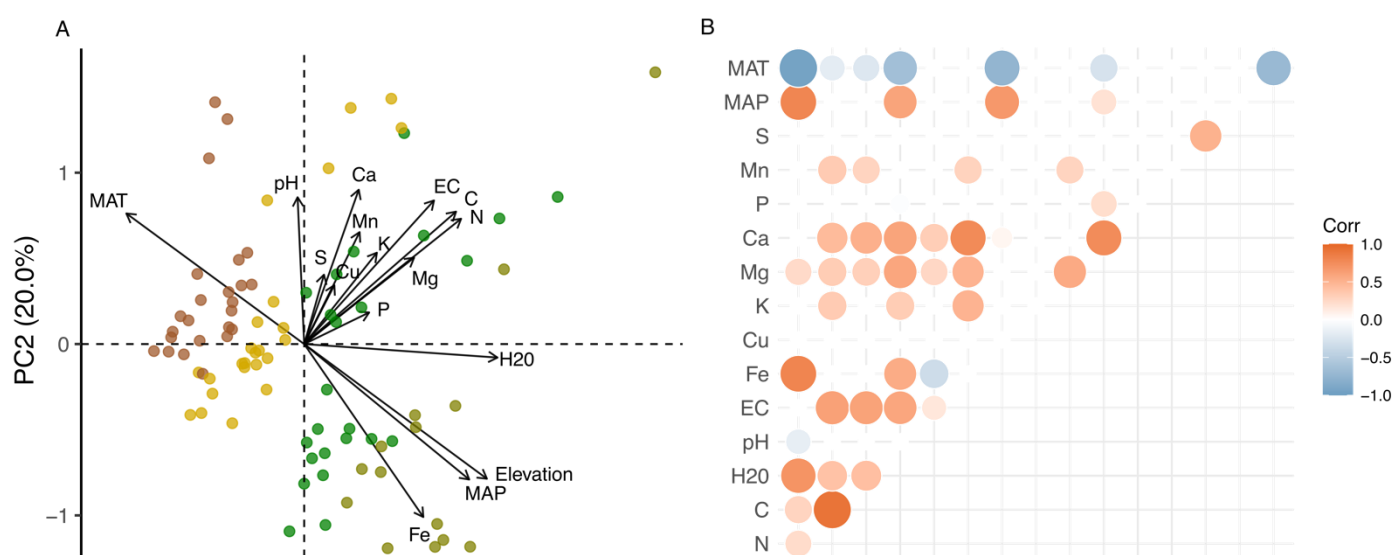 A
1
0
−1
PC2 (20.0%)
MAT
pH
Ca
EC
C
N
Mn
K
S
Cu
Mg
P
H20
Elevation
MAP
Fe
B
MAT
MAP
S
Mn
P
Ca
Mg
K
Cu
Fe
EC
pH
H20
C
N
Corr
1.0
0.5
0.0
−0.5
−1.0